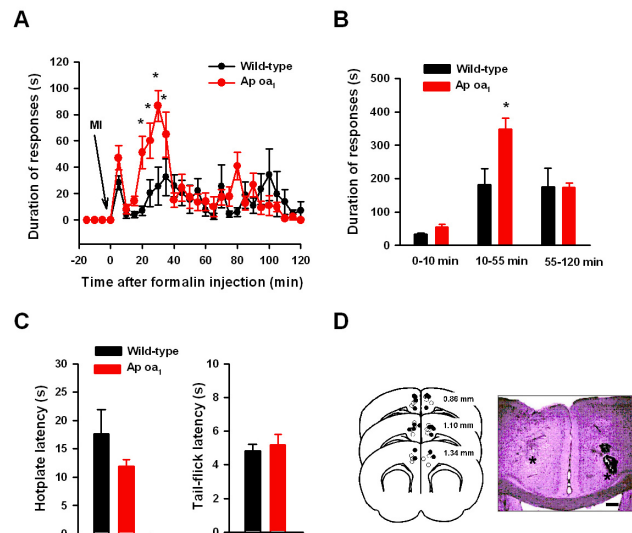 A
Wild-type
Ap oa1
Duration of responses (s)
120
100
80
60
40
20
0
MI
*
*
*
*
-20
0
20
40
60
80
100
120
Time after formalin injection (min)
B
Wild-type
Ap oa1
Duration of responses (s)
500
400
300
200
100
0
*
0-10 min
10-55 min
55-120 min
C
Wild-type
Ap oa1
Hotplate latency (s)
30
25
20
15
10
5
0
Tail-flick latency (s)
10
8
6
4
2
0
D
0.86 mm
1.10 mm
1.34 mm
*
*